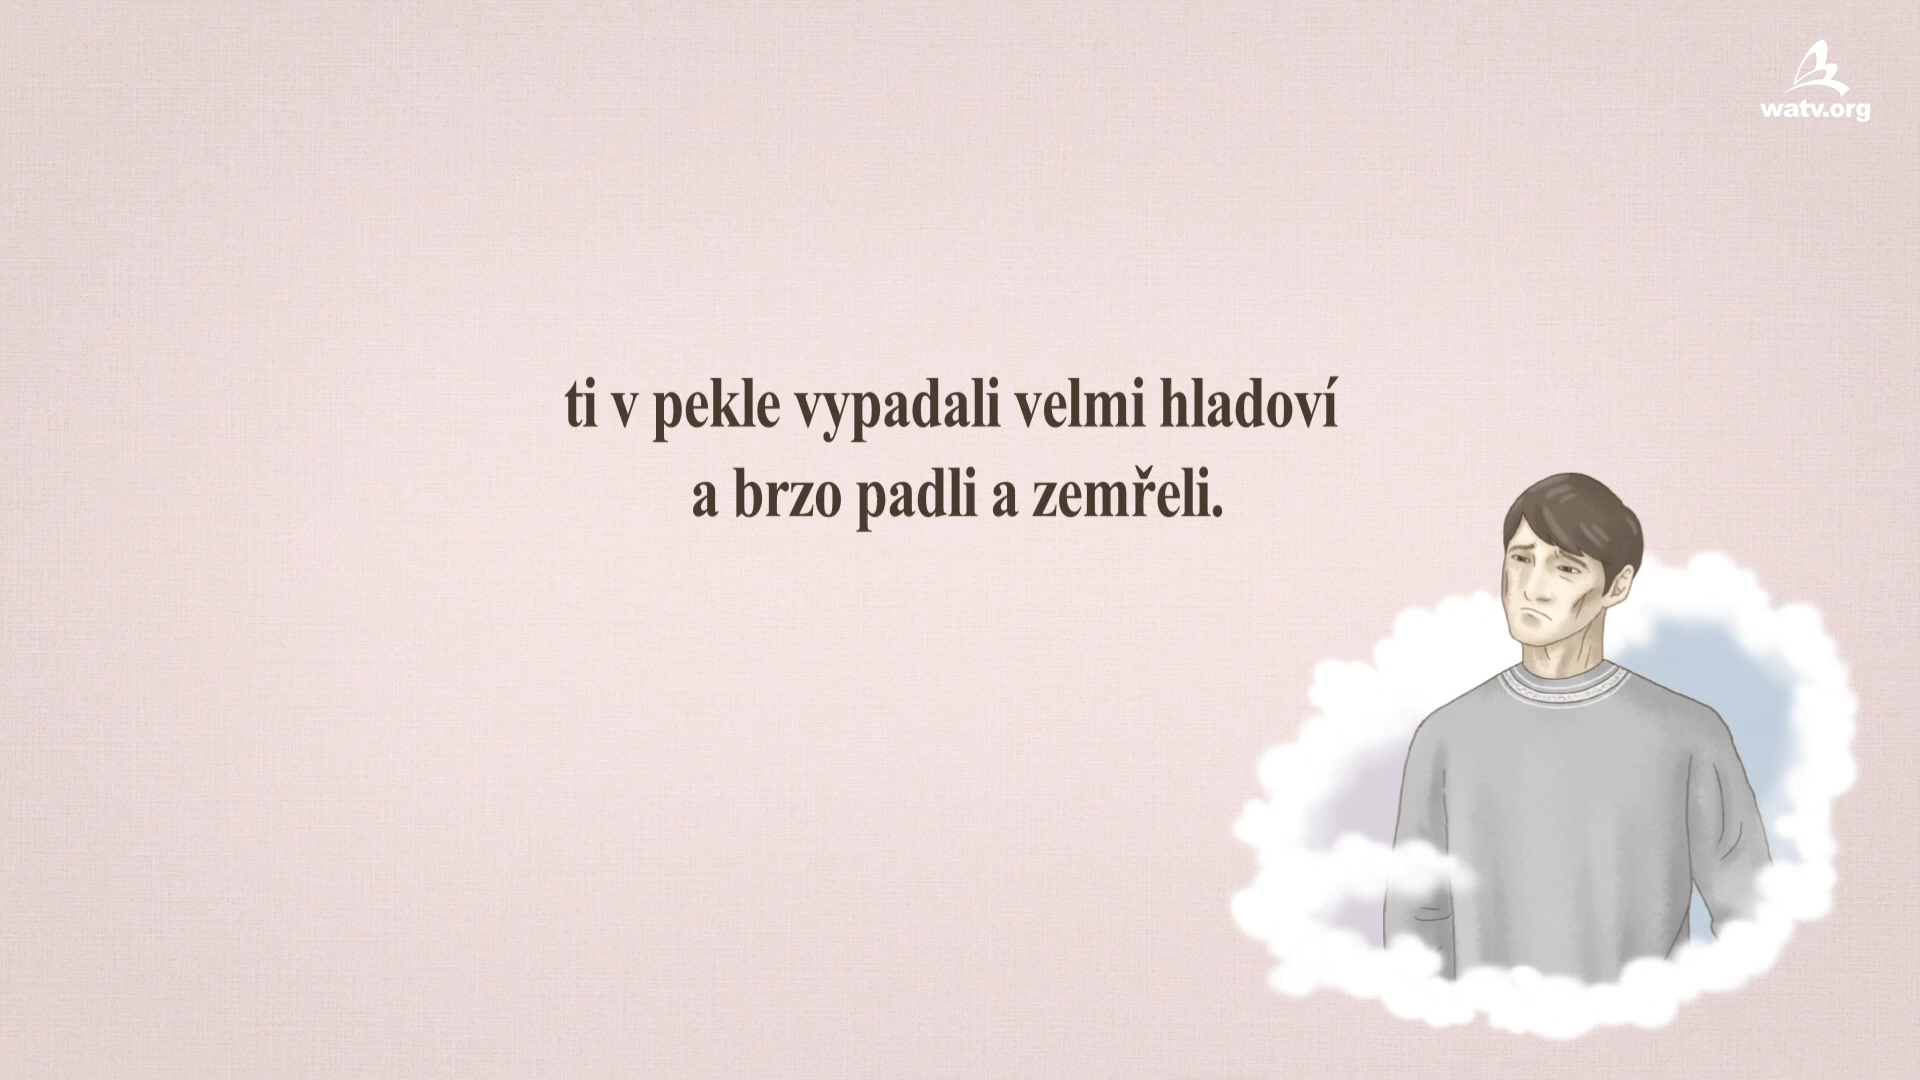 watv.org
ti v pekle vypadali velmi hladoví
a brzo padli a zemřeli.